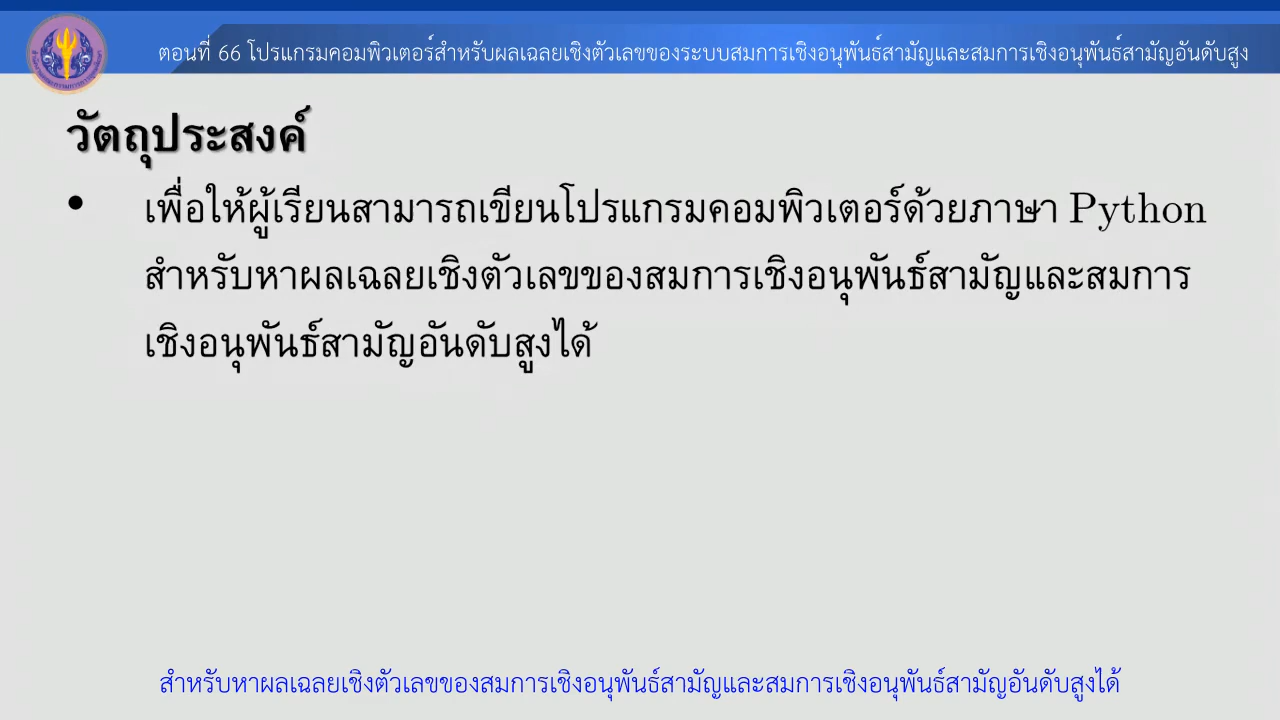 ตอนที่ 66 โปรแกรมคอมพิวเตอร์สำหรับผลเฉลยเชิงตัวเลขของระบบสมการเชิงอนุพันธ์สามัญและสมการเชิงอนุพันธ์สามัญอันดับสูง
วัตถุประสงค์
• เพื่อให้ผู้เรียนสามารถเขียนโปรแกรมคอมพิวเตอร์ด้วยภาษา Python
สำหรับหาผลเฉลยเชิงตัวเลขของสมการเชิงอนุพันธ์สามัญและสมการ
เชิงอนุพันธ์สามัญอันดับสูงได้
สำหรับหาผลเฉลยเชิงตัวเลขของสมการเชิงอนุพันธ์สามัญและสมการเชิงอนุพันธ์สามัญอันดับสูงได้